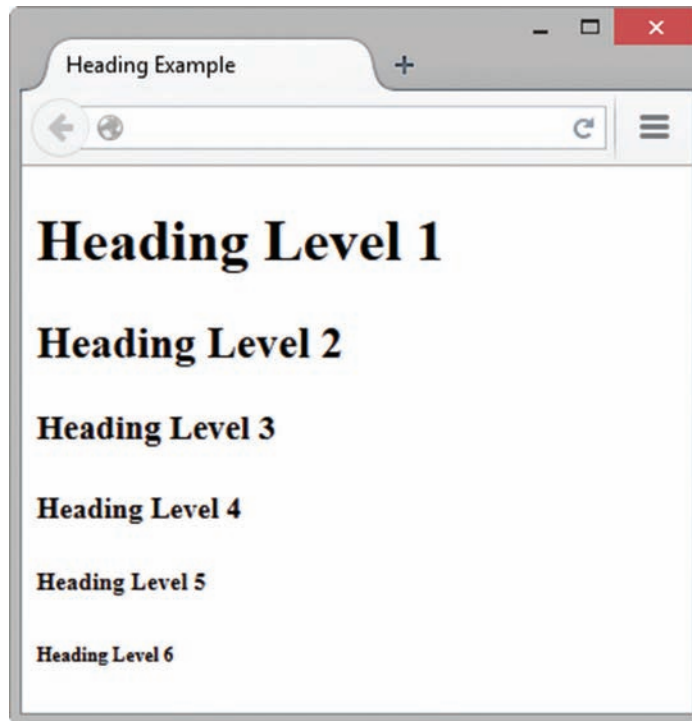 Heading Example
Heading Level 1
Heading Level 2
Heading Level 3
Heading Level 4
Heading Level 5
Heading Level 6